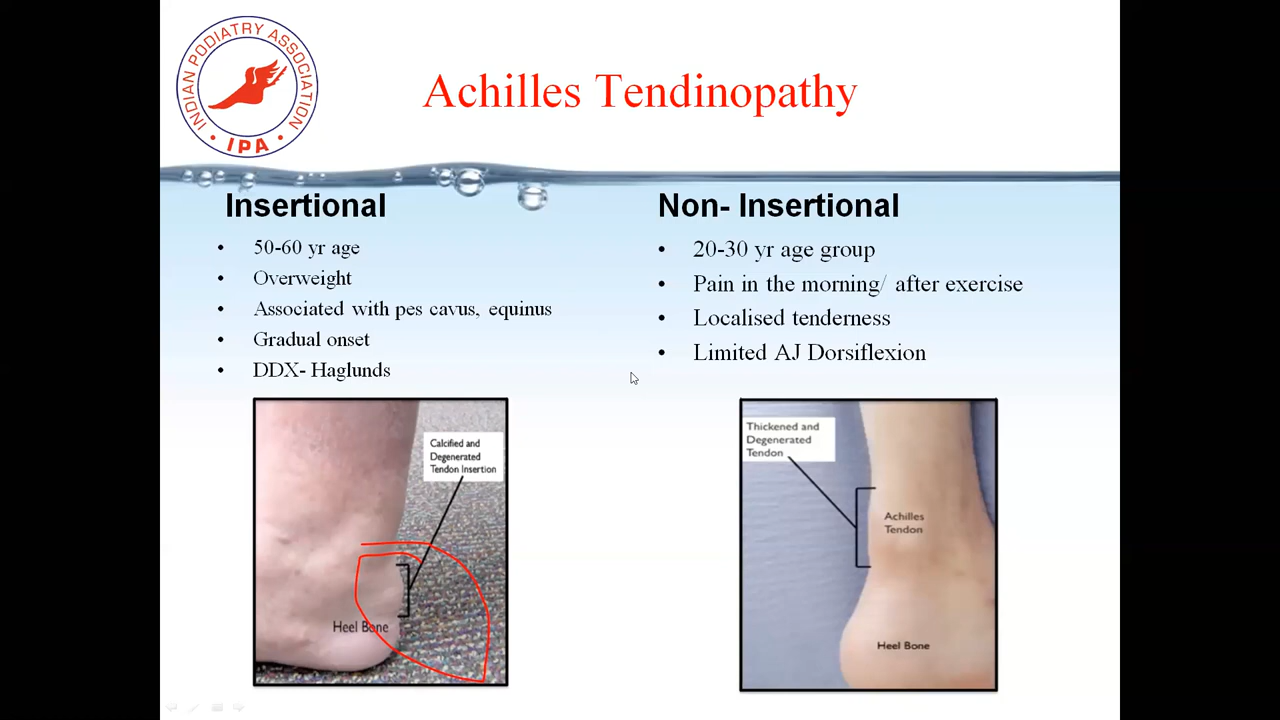 INDIAN PODIATRY ASSOCIATION
• IPA •
Achilles Tendinopathy
Insertional
• 50-60 yr age
• Overweight
• Associated with pes cavus, equinus
• Gradual onset
• DDX- Haglunds
Calcified and
Degenerated
Tendon Insertion
Heel Bone
Non- Insertional
• 20-30 yr age group
• Pain in the morning/ after exercise
• Localised tenderness
• Limited AJ Dorsiflexion
Thickened and
Degenerated
Tendon
Achilles
Tendon
Heel Bone